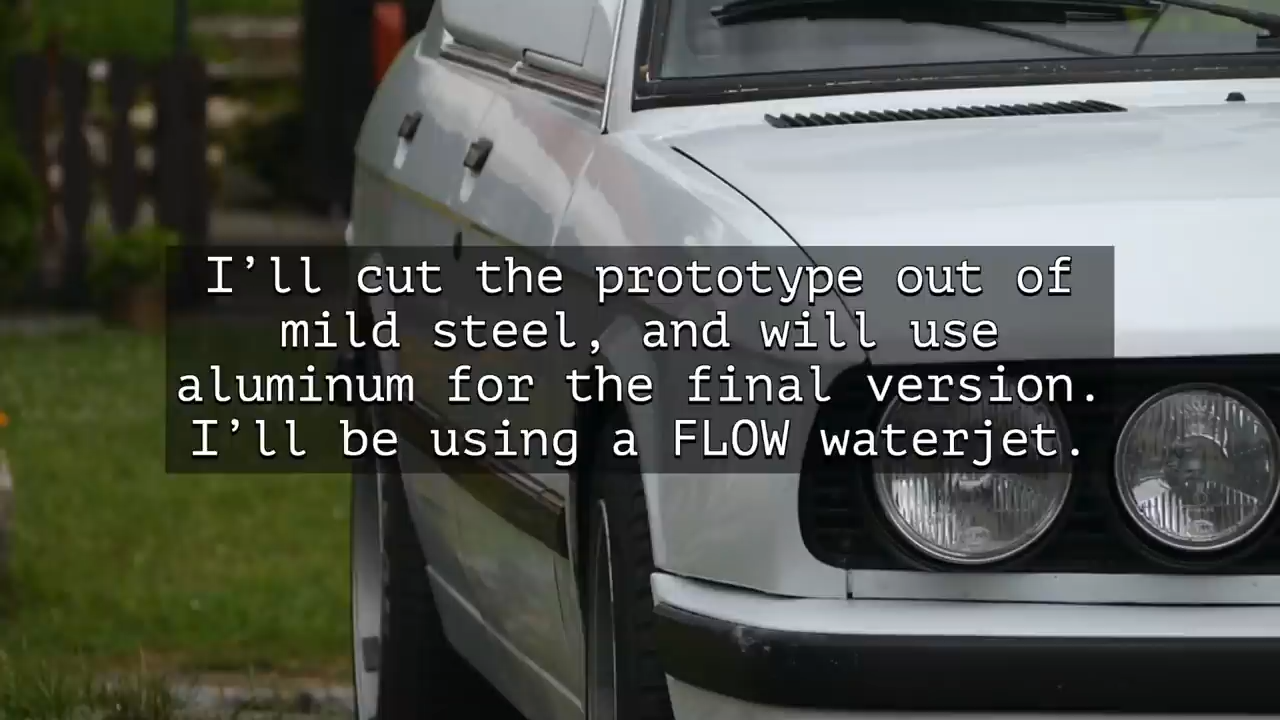 I’ll cut the prototype out of
mild steel, and will use
aluminum for the final version.
I’ll be using a FLOW waterjet.